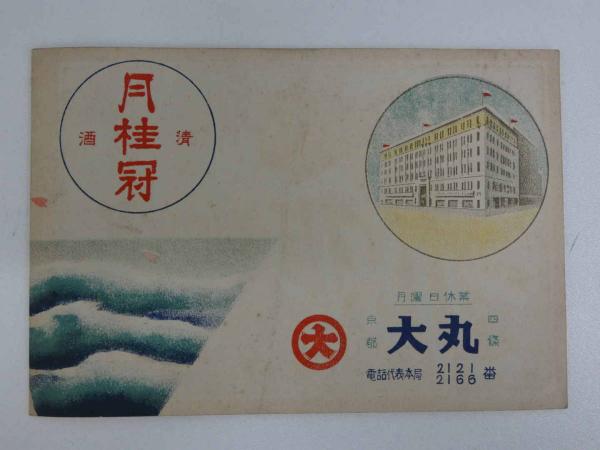 月桂冠
清酒
月曜日休業
京都 大丸 四條
大
電話代表本局 2121 2166 番